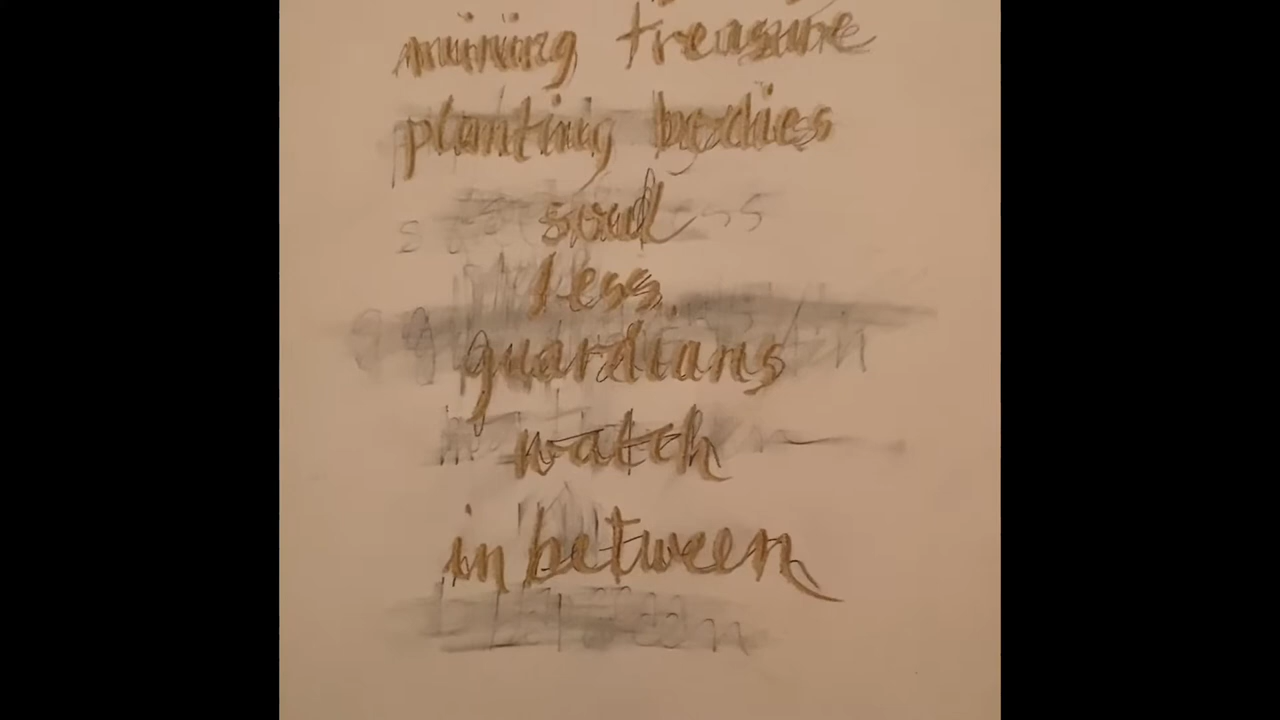 mining treasure
planting bodies
soul
less
guardians
watch
in between